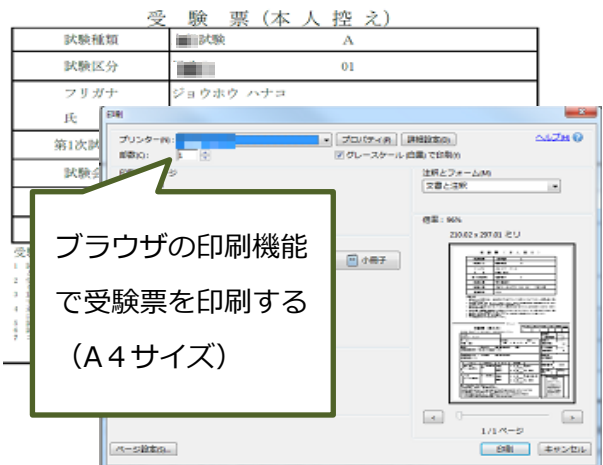 受験票（本人控え）
試験種類
試験 A
試験区分
01
フリガナ
ジョウホウ ハナコ
氏
印刷
第1次試
プリンター(N):
プロパティ(P)
詳細設定(D)
ヘルプ(H)
部数(C): 1
グレースケール (白黒) で印刷(Y)
注釈とフォーム(M)
文書と注釈
倍率: 96%
210.02 x 297.01 ミリ
小冊子
ブラウザの印刷機能
で受験票を印刷する
（A４サイズ）
1/1 ページ
ページ設定(S)...
印刷
キャンセル